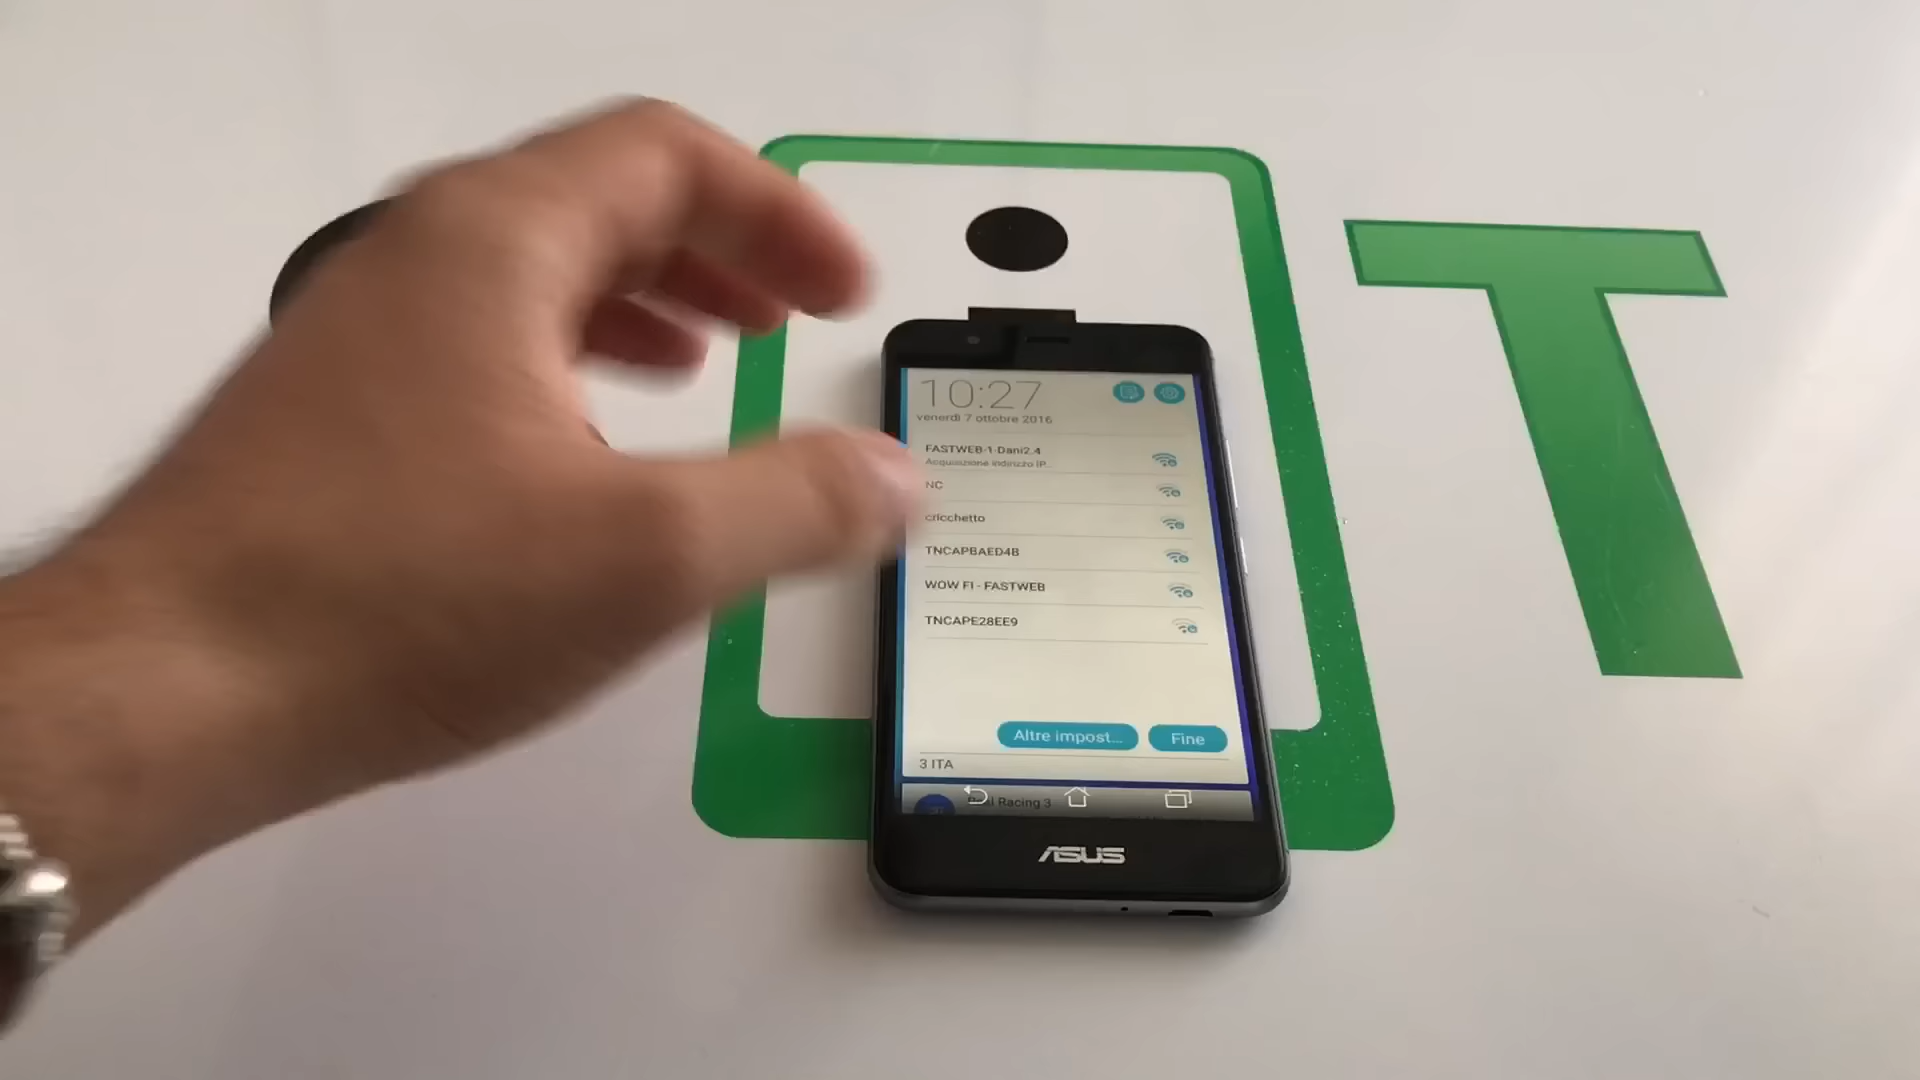 T
10:27
venerdì 7 ottobre 2016
FASTWEB-1-Dani2.4
Acquisizione indirizzo IP...
NC
cricchetto
TNCAPBAED4B
WOW FI - FASTWEB
TNCAPE28EE9
Altre impost... Fine
3 ITA
Real Racing 3
ASUS